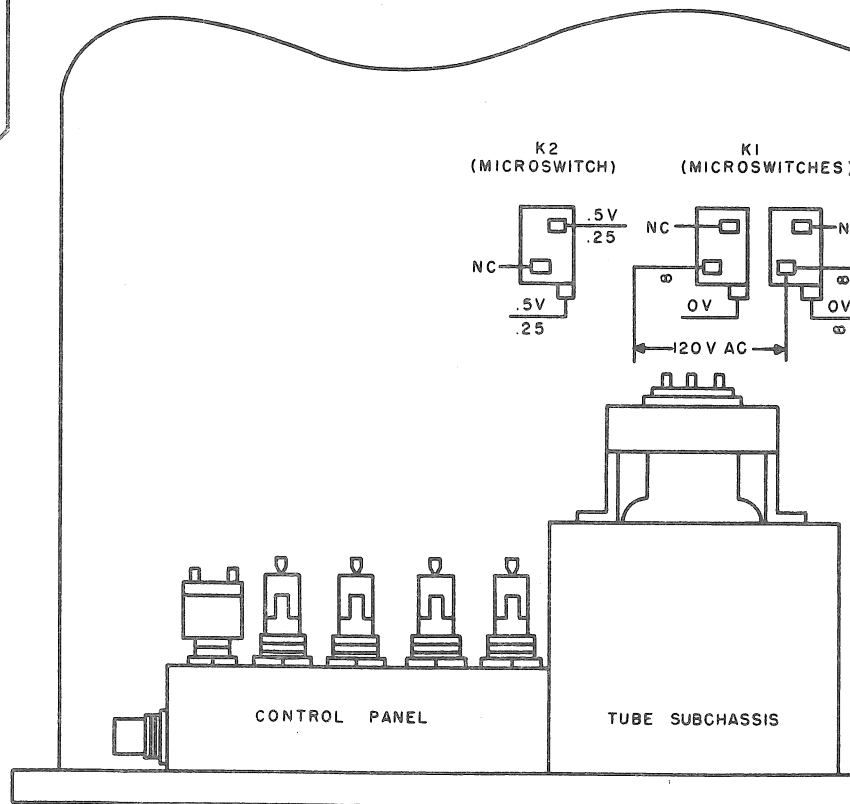 K2
(MICROSWITCH)
K1
(MICROSWITCHES)
.5V
.25
NC
.5V
.25
NC
∞
0V
N
∞
0V
∞
120V AC
CONTROL PANEL
TUBE SUBCHASSIS